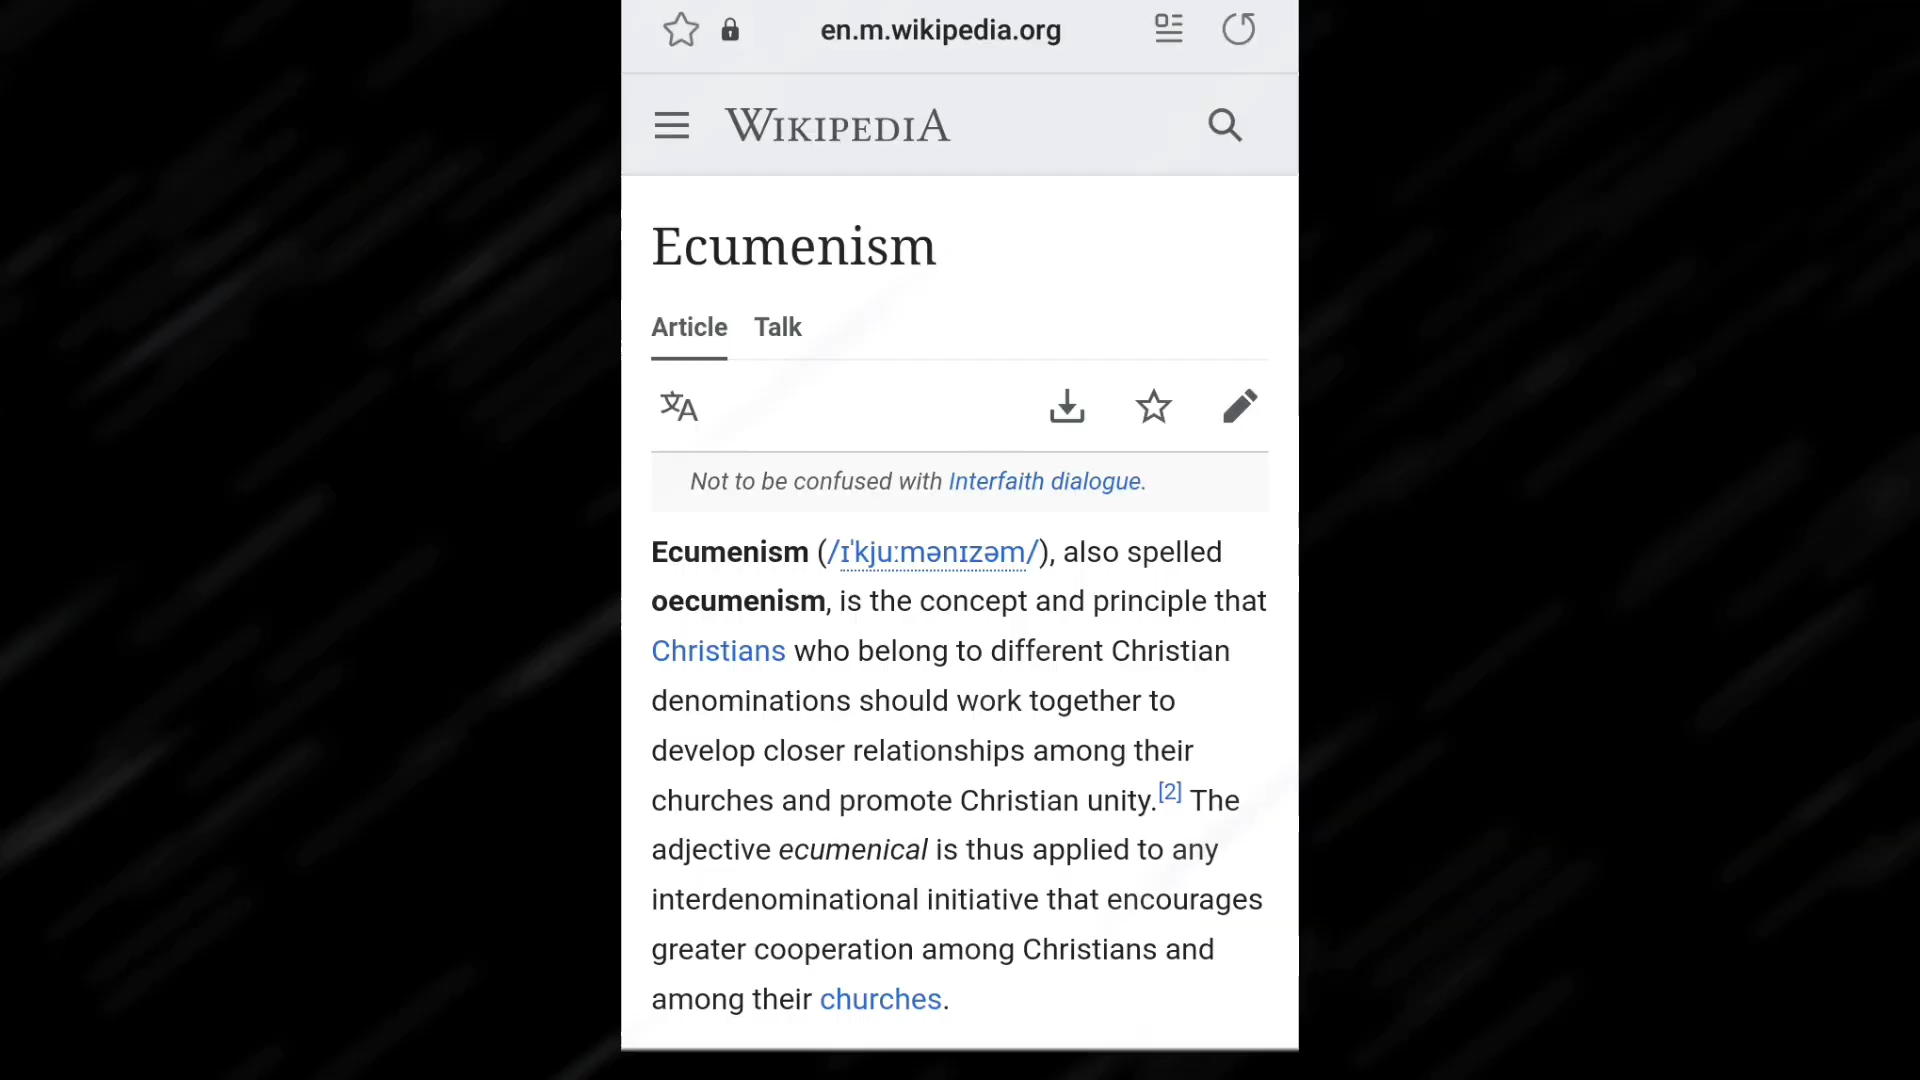 en.m.wikipedia.org
WIKIPEDIA
Ecumenism
Article Talk
文A
Not to be confused with Interfaith dialogue.
Ecumenism (/ɪˈkjuːmənɪzəm/), also spelled
oecumenism, is the concept and principle that
Christians who belong to different Christian
denominations should work together to
develop closer relationships among their
churches and promote Christian unity.[2] The
adjective ecumenical is thus applied to any
interdenominational initiative that encourages
greater cooperation among Christians and
among their churches.